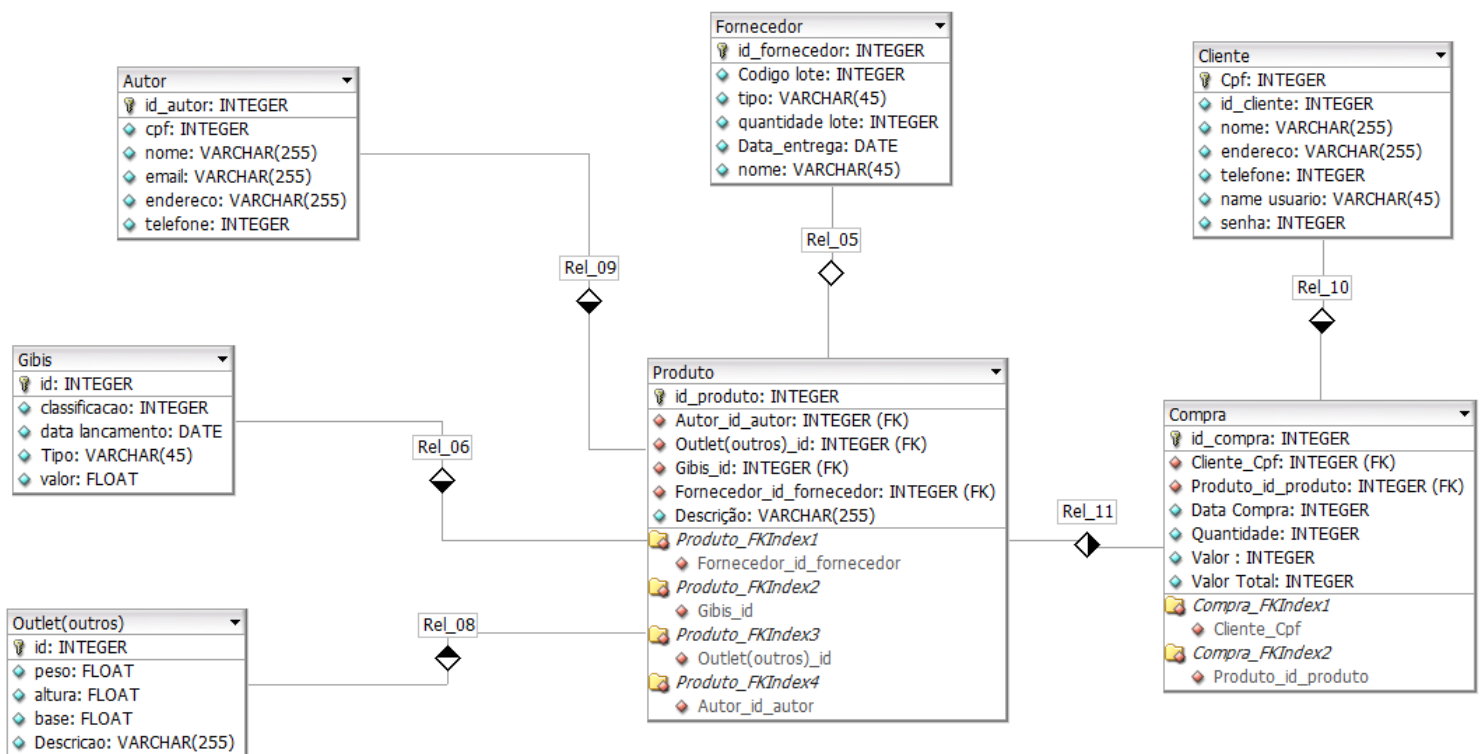 Fornecedor
id_fornecedor: INTEGER
Codigo lote: INTEGER
tipo: VARCHAR(45)
quantidade lote: INTEGER
Data_entrega: DATE
nome: VARCHAR(45)
Cliente
Cpf: INTEGER
id_cliente: INTEGER
nome: VARCHAR(255)
endereco: VARCHAR(255)
telefone: INTEGER
name usuario: VARCHAR(45)
senha: INTEGER
Autor
id_autor: INTEGER
cpf: INTEGER
nome: VARCHAR(255)
email: VARCHAR(255)
endereco: VARCHAR(255)
telefone: INTEGER
Rel_05
Rel_09
Rel_10
Gibis
id: INTEGER
classificacao: INTEGER
data lancamento: DATE
Tipo: VARCHAR(45)
valor: FLOAT
Rel_06
Produto
id_produto: INTEGER
Autor_id_autor: INTEGER (FK)
Outlet(outros)_id: INTEGER (FK)
Gibis_id: INTEGER (FK)
Fornecedor_id_fornecedor: INTEGER (FK)
Descrição: VARCHAR(255)
Produto_FKIndex1
Fornecedor_id_fornecedor
Produto_FKIndex2
Gibis_id
Produto_FKIndex3
Outlet(outros)_id
Produto_FKIndex4
Autor_id_autor
Rel_11
Compra
id_compra: INTEGER
Cliente_Cpf: INTEGER (FK)
Produto_id_produto: INTEGER (FK)
Data Compra: INTEGER
Quantidade: INTEGER
Valor : INTEGER
Valor Total: INTEGER
Compra_FKIndex1
Cliente_Cpf
Compra_FKIndex2
Produto_id_produto
Rel_08
Outlet(outros)
id: INTEGER
peso: FLOAT
altura: FLOAT
base: FLOAT
Descricao: VARCHAR(255)